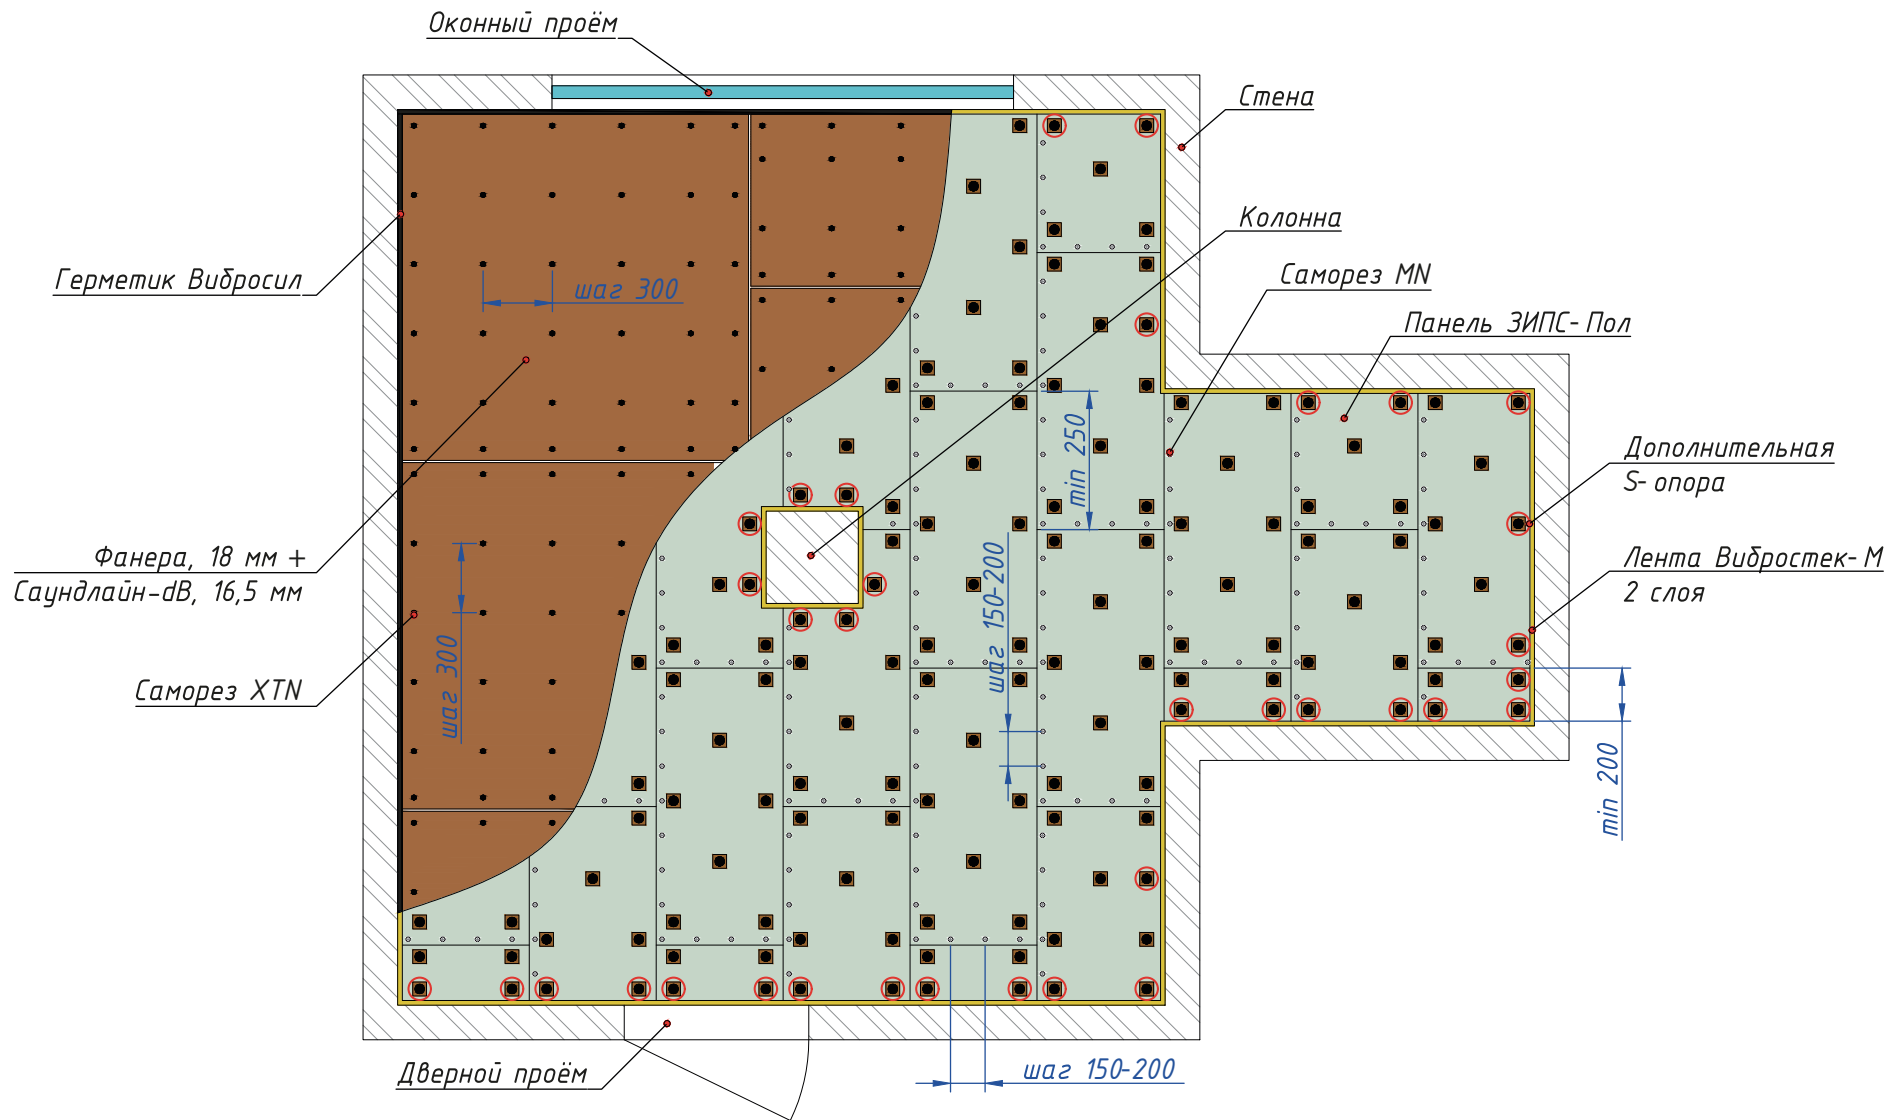 Оконный проём
Стена
Колонна
Герметик Вибросил
шаг 300
Саморез MN
Панель ЗИПС-Пол
min 250
Дополнительная
S-опора
Фанера, 18 мм +
Саундлайн-dB, 16,5 мм
шаг 150-200
Лента Вибростек-М
2 слоя
шаг 300
Саморез XTN
min 200
Дверной проём
шаг 150-200